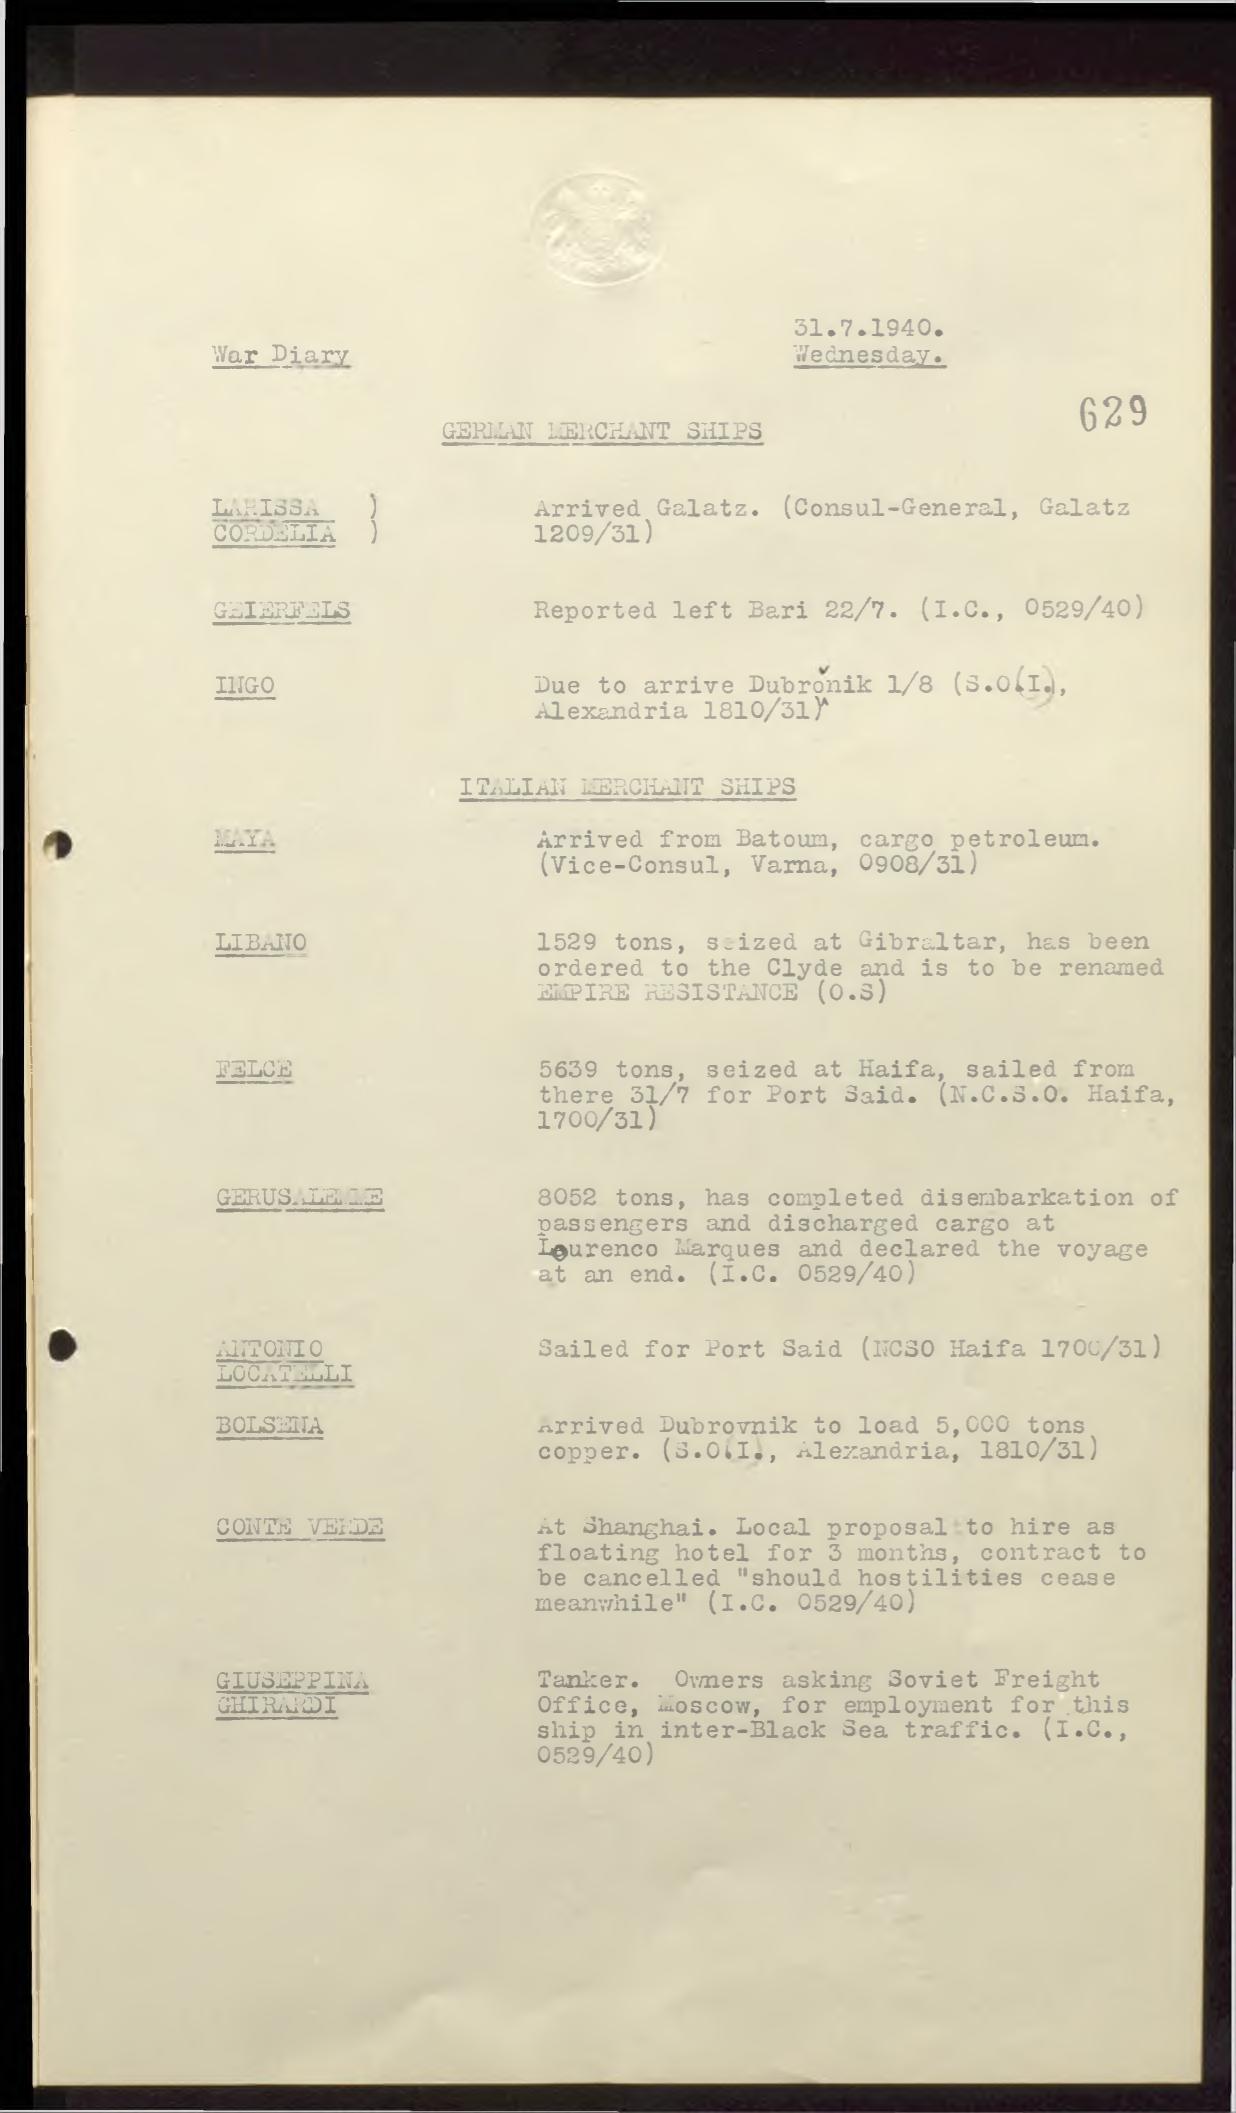 31.7.1940.
War Diary Wednesday.
629
GERMAN MERCHANT SHIPS
LARISSA ) Arrived Galatz. (Consul-General, Galatz
CORDELIA ) 1209/31)
GEIERFELS Reported left Bari 22/7. (I.C., 0529/40)
INGO Due to arrive Dubrovnik 1/8 (S.O.(I.),
Alexandria 1810/31)
ITALIAN MERCHANT SHIPS
MAYA Arrived from Batoum, cargo petroleum.
(Vice-Consul, Varna, 0908/31)
LIBANO 1529 tons, seized at Gibraltar, has been
ordered to the Clyde and is to be renamed
EMPIRE RESISTANCE (O.S)
FELCE 5639 tons, seized at Haifa, sailed from
there 31/7 for Port Said. (N.C.S.O. Haifa,
1700/31)
GERUSALEMME 8052 tons, has completed disembarkation of
passengers and discharged cargo at
Lourenco Marques and declared the voyage
at an end. (I.C. 0529/40)
ANTONIO Sailed for Port Said (NCSO Haifa 1700/31)
LOCATELLI
BOLSENA Arrived Dubrovnik to load 5,000 tons
copper. (S.O.(I.), Alexandria, 1810/31)
CONTE VERDE At Shanghai. Local proposal to hire as
floating hotel for 3 months, contract to
be cancelled "should hostilities cease
meanwhile" (I.C. 0529/40)
GIUSEPPINA Tanker. Owners asking Soviet Freight
GHIRARDI Office, Moscow, for employment for this
ship in inter-Black Sea traffic. (I.C.,
0529/40)